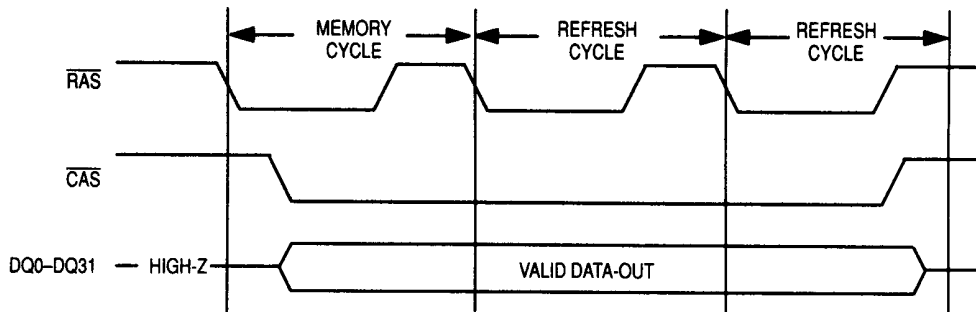 MEMORY CYCLE
REFRESH CYCLE
REFRESH CYCLE
RAS
CAS
DQ0–DQ31
HIGH-Z
VALID DATA-OUT